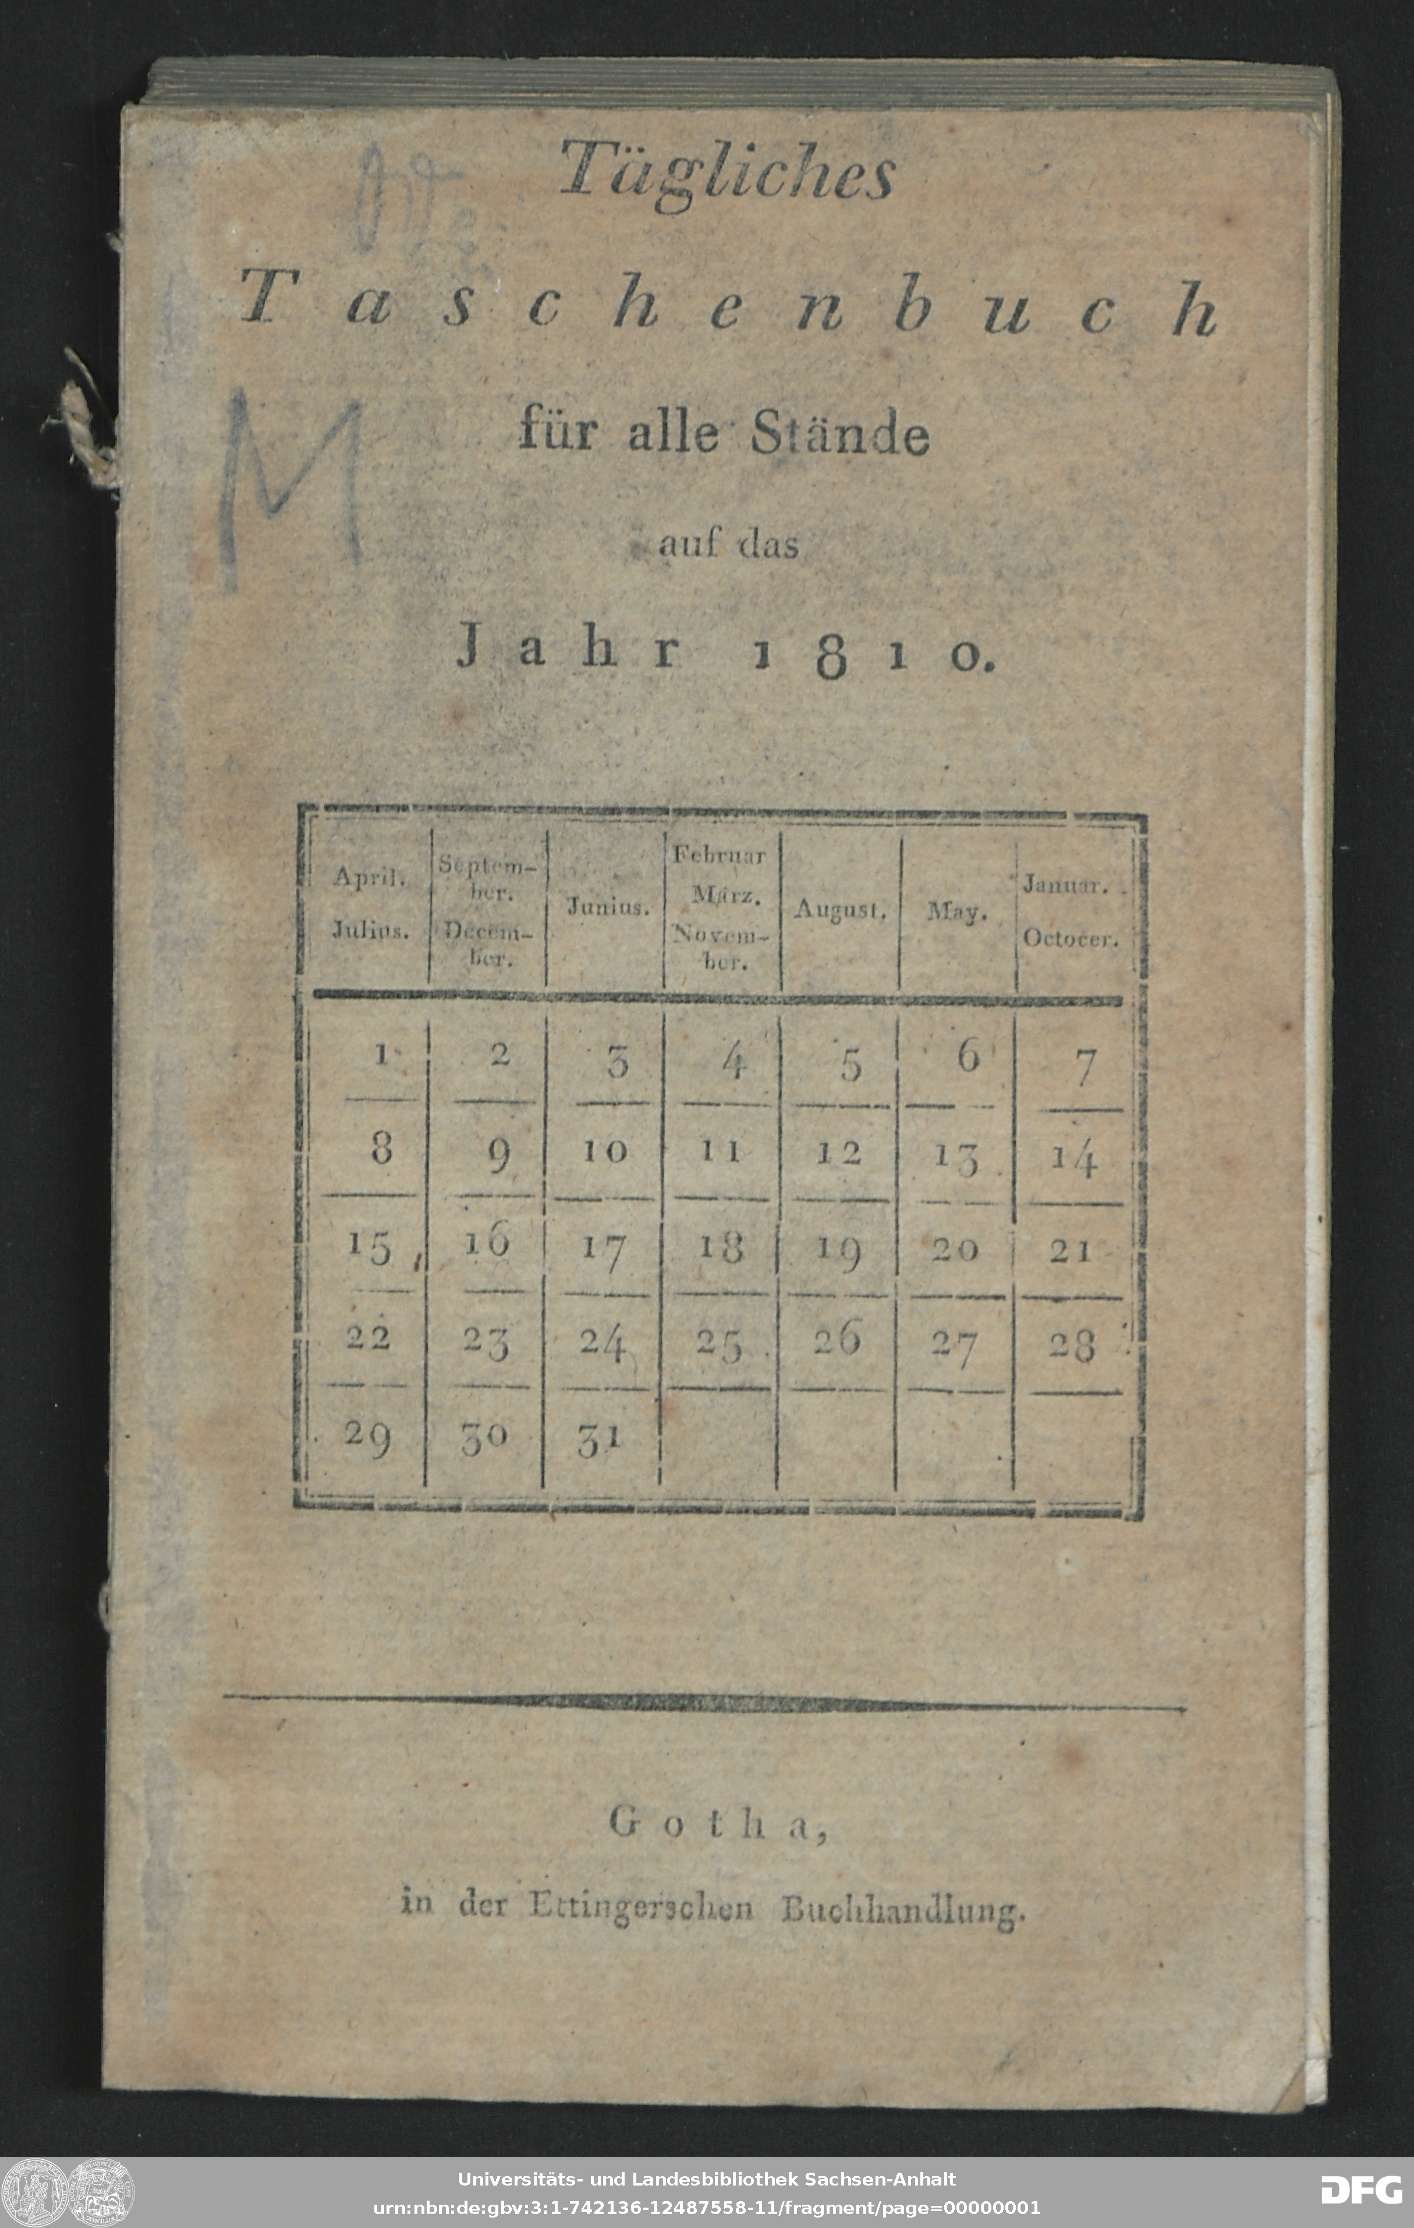 Tägliches
Taschenbuch
für alle Stände
auf das
Jahr 1810.
April. Julius.
Septem-
ber.
Decem-
ber.
Junius.
Februar
März.
Novem-
ber.
August.
May.
Januar.
Octocer.
1 2 3 4 5 6 7
8 9 10 11 12 13 14
15 16 17 18 19 20 21
22 23 24 25 26 27 28
29 30 31
Gotha,
in der Ettingerschen Buchhandlung.
M
Universitäts- und Landesbibliothek Sachsen-Anhalt
urn:nbn:de:gbv:3:1-742136-12487558-11/fragment/page=00000001
DFG